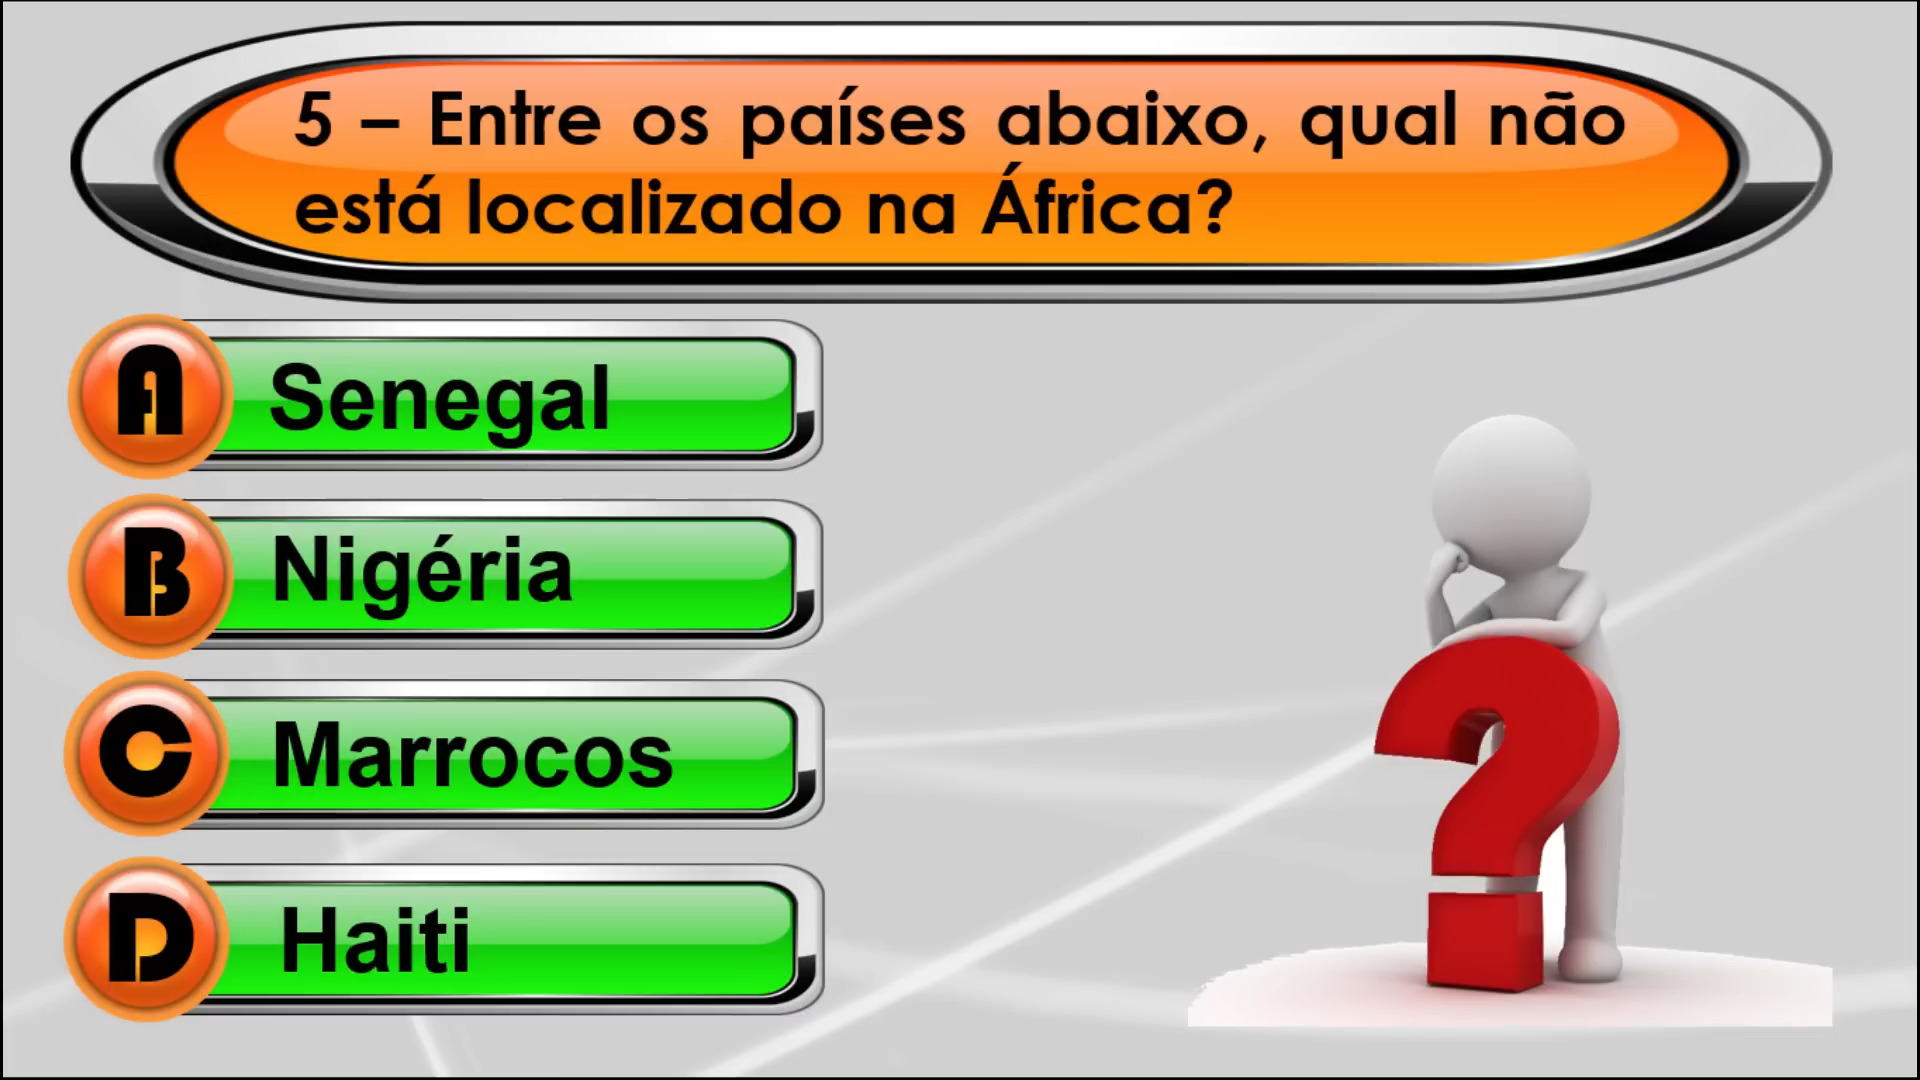 5 – Entre os países abaixo, qual não
está localizado na África?
A Senegal
B Nigéria
C Marrocos
D Haiti